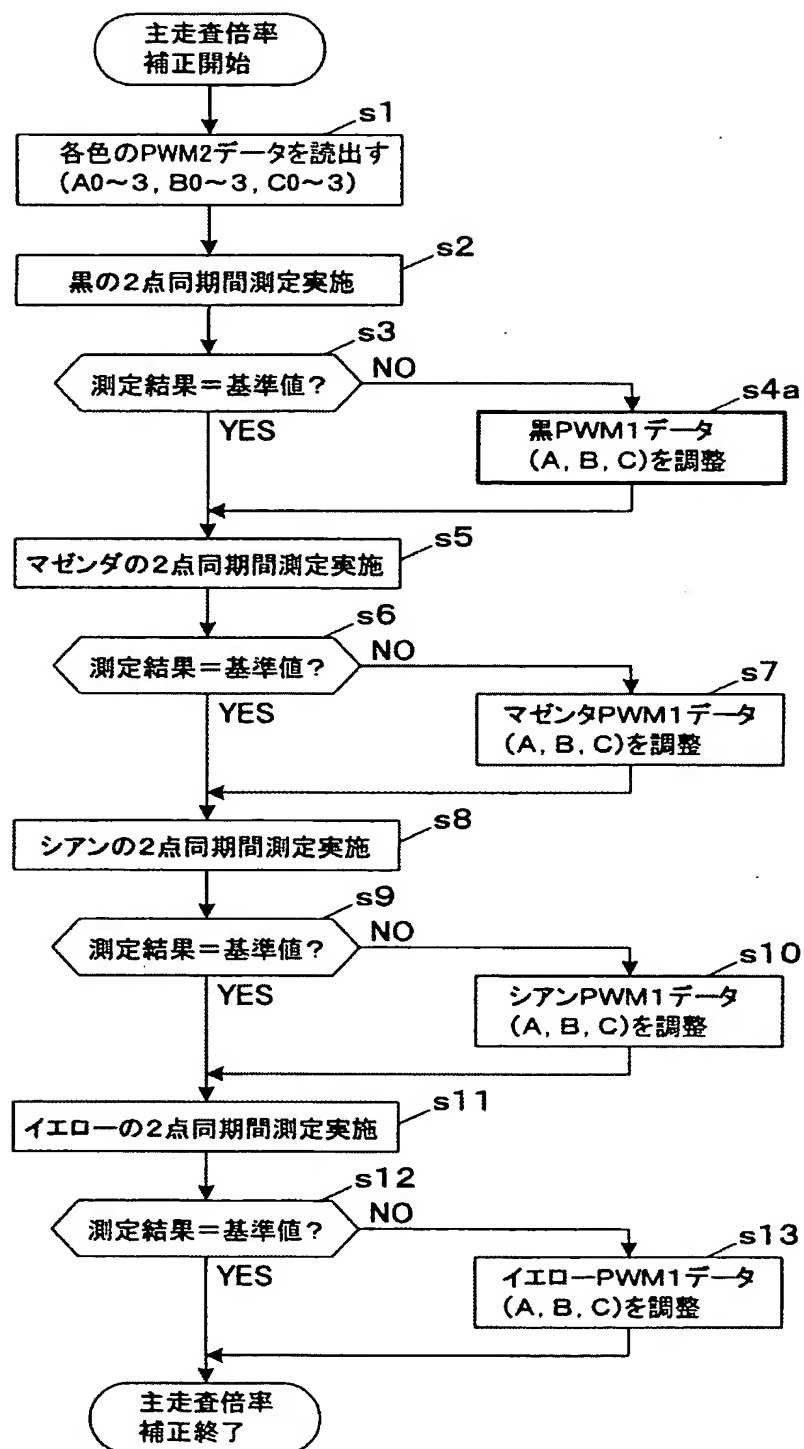 主走査倍率
補正開始
s1
各色のPWM2データを読出す
(A0～3, B0～3, C0～3)
s2
黒の2点同期間測定実施
s3
測定結果＝基準値?
NO
YES
s4a
黒PWM1データ
(A, B, C)を調整
s5
マゼンダの2点同期間測定実施
s6
測定結果＝基準値?
NO
YES
s7
マゼンタPWM1データ
(A, B, C)を調整
s8
シアンの2点同期間測定実施
s9
測定結果＝基準値?
NO
YES
s10
シアンPWM1データ
(A, B, C)を調整
s11
イエローの2点同期間測定実施
s12
測定結果＝基準値?
NO
YES
s13
イエローPWM1データ
(A, B, C)を調整
主走査倍率
補正終了